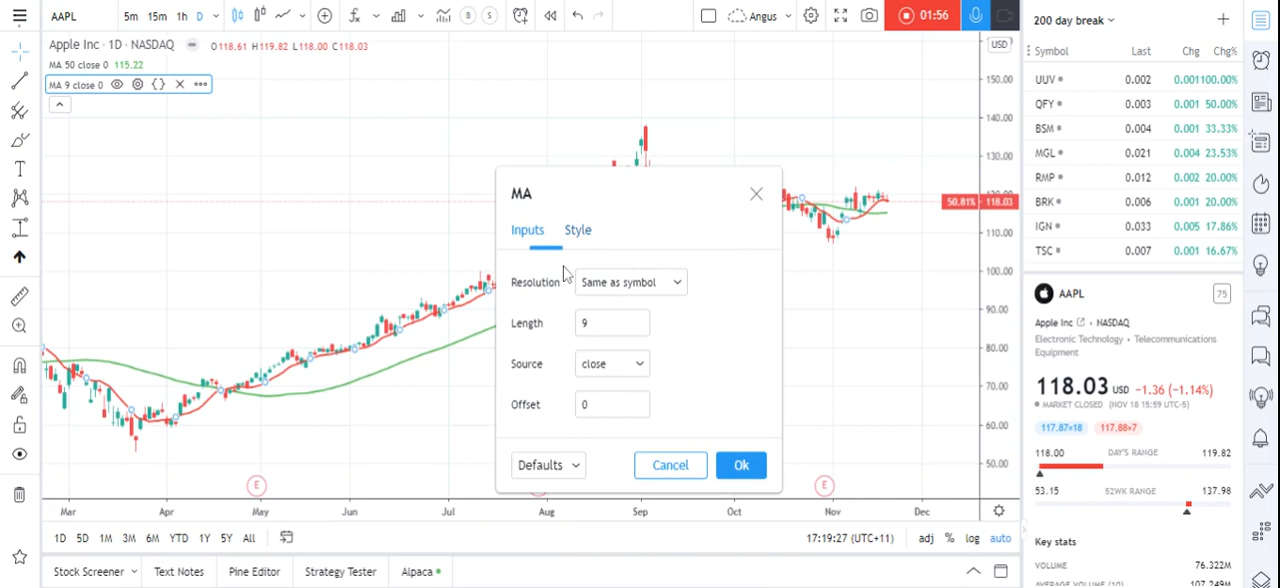 AAPL 5m 15m 1h D B S Angus 01:56
Apple Inc · 1D · NASDAQ O118.61 H119.82 L118.00 C118.03
MA 50 close 0 115.22
MA 9 close 0
USD
150.00
140.00
130.00
120.00
50.81% 118.03
110.00
100.00
90.00
80.00
70.00
60.00
50.00
MA
Inputs Style
Resolution Same as symbol
Length 9
Source close
Offset 0
Defaults Cancel Ok
E E
Mar Apr May Jun Jul Aug Sep Oct Nov Dec
1D 5D 1M 3M 6M YTD 1Y 5Y All 17:19:27 (UTC+11) adj % log auto
Stock Screener Text Notes Pine Editor Strategy Tester Alpaca
200 day break
Symbol Last Chg Chg%
UUV 0.002 0.001 100.00%
QFY 0.003 0.001 50.00%
BSM 0.004 0.001 33.33%
MGL 0.021 0.004 23.53%
RMP 0.012 0.002 20.00%
BRK 0.006 0.001 20.00%
IGN 0.033 0.005 17.86%
TSC 0.007 0.001 16.67%
AAPL 75
Apple Inc • NASDAQ
Electronic Technology • Telecommunications
Equipment
118.03 USD −1.36 (−1.14%)
MARKET CLOSED (NOV 18 15:59 UTC-5)
117.87×18 117.88×7
118.00 DAY'S RANGE 119.82
53.15 52WK RANGE 137.98
Key stats
VOLUME 76.322M